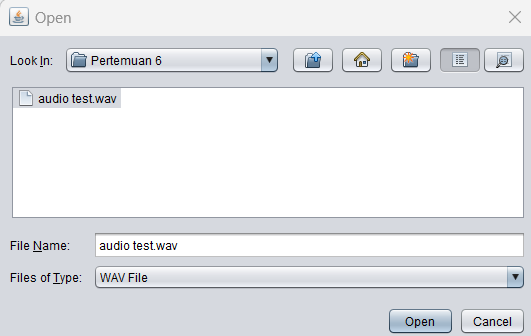 Open
Look In: Pertemuan 6
audio test.wav
File Name: audio test.wav
Files of Type: WAV File
Open Cancel